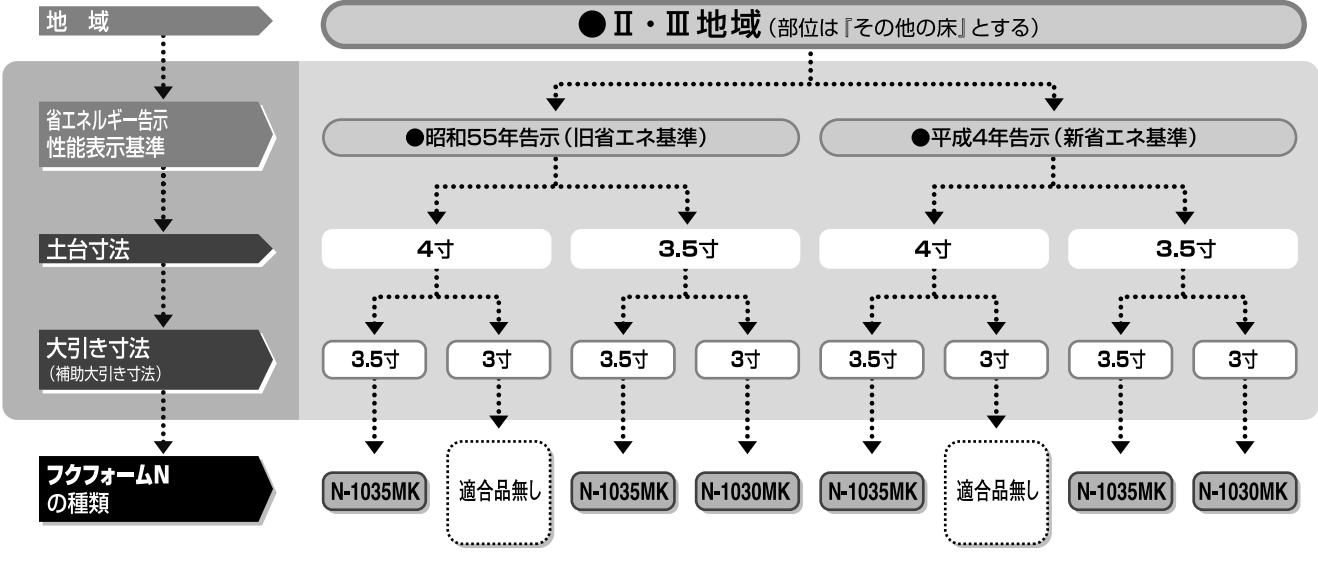 地 域
●Ⅱ・Ⅲ地域(部位は『その他の床』とする)
省エネルギー告示
性能表示基準
●昭和55年告示(旧省エネ基準)
●平成4年告示(新省エネ基準)
土台寸法
4寸
3.5寸
4寸
3.5寸
大引き寸法
(補助大引き寸法)
3.5寸
3寸
3.5寸
3寸
3.5寸
3寸
3.5寸
3寸
フクフォームN
の種類
N-1035MK
適合品無し
N-1035MK
N-1030MK
N-1035MK
適合品無し
N-1035MK
N-1030MK